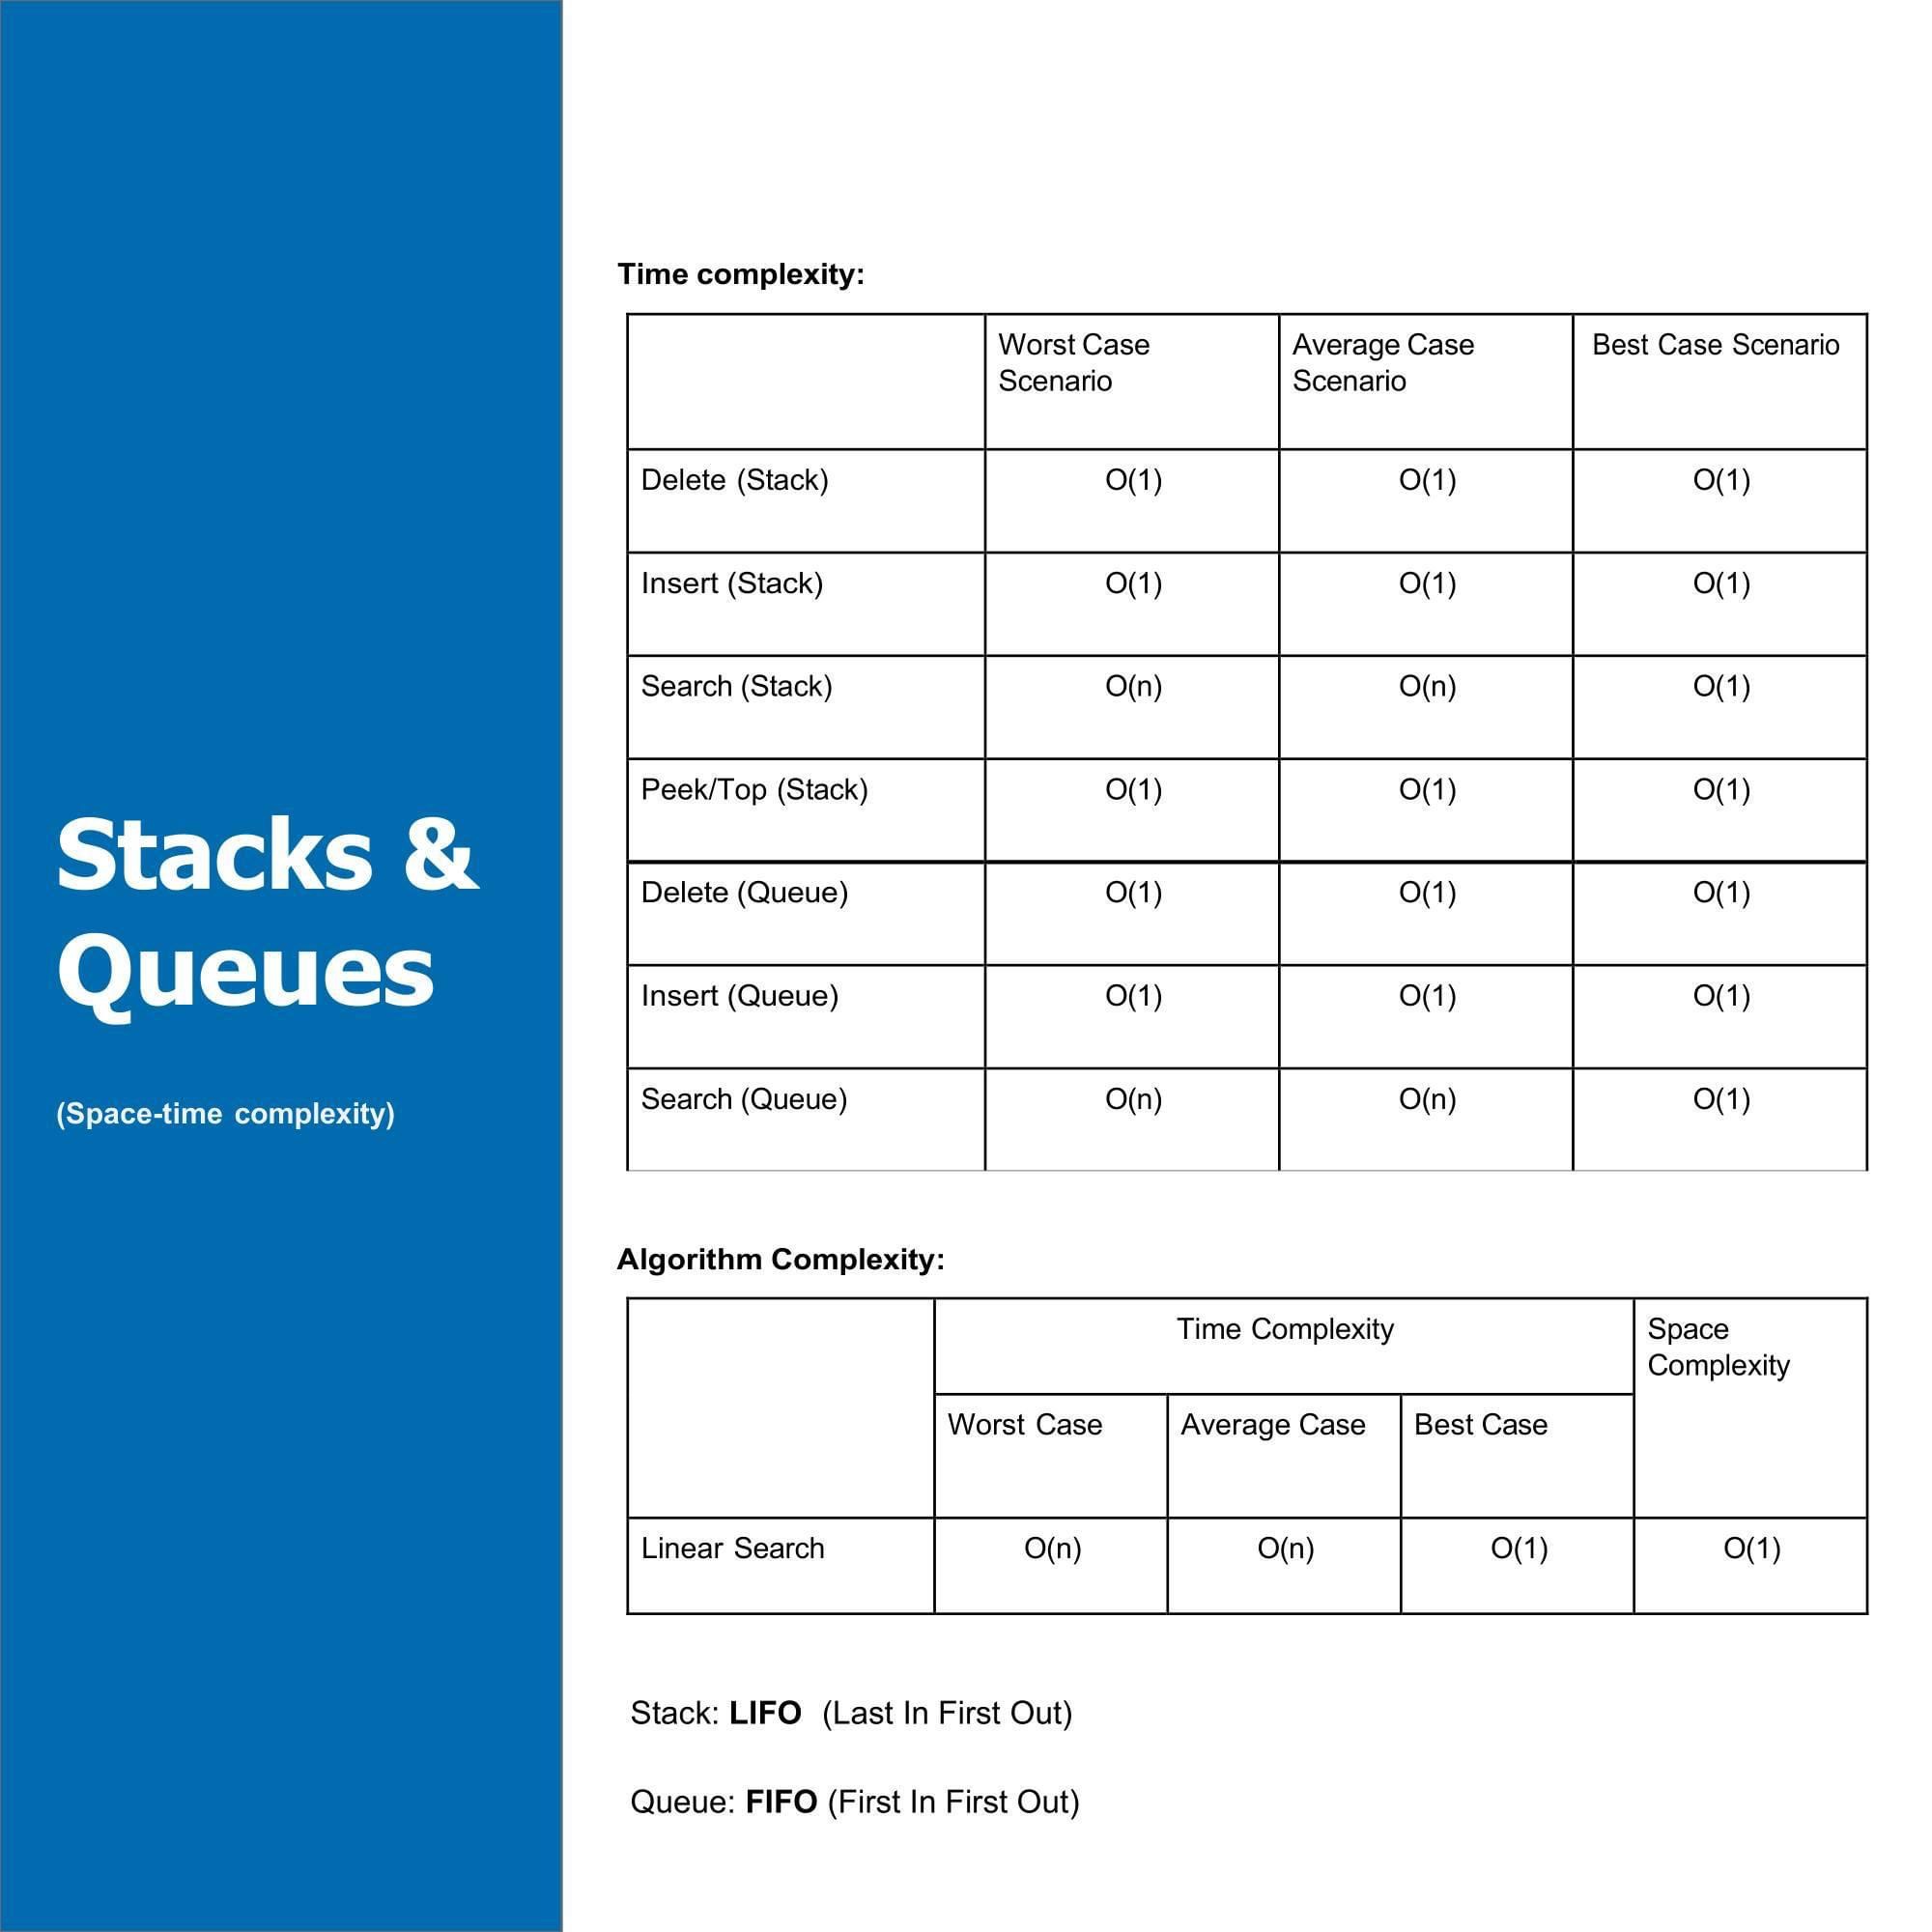 Stacks &
Queues
(Space-time complexity)
Time complexity:
Worst Case Scenario Average Case Scenario Best Case Scenario
Delete (Stack) O(1) O(1) O(1)
Insert (Stack) O(1) O(1) O(1)
Search (Stack) O(n) O(n) O(1)
Peek/Top (Stack) O(1) O(1) O(1)
Delete (Queue) O(1) O(1) O(1)
Insert (Queue) O(1) O(1) O(1)
Search (Queue) O(n) O(n) O(1)
Algorithm Complexity:
Time Complexity Space Complexity
Worst Case Average Case Best Case
Linear Search O(n) O(n) O(1) O(1)
Stack: LIFO (Last In First Out)
Queue: FIFO (First In First Out)